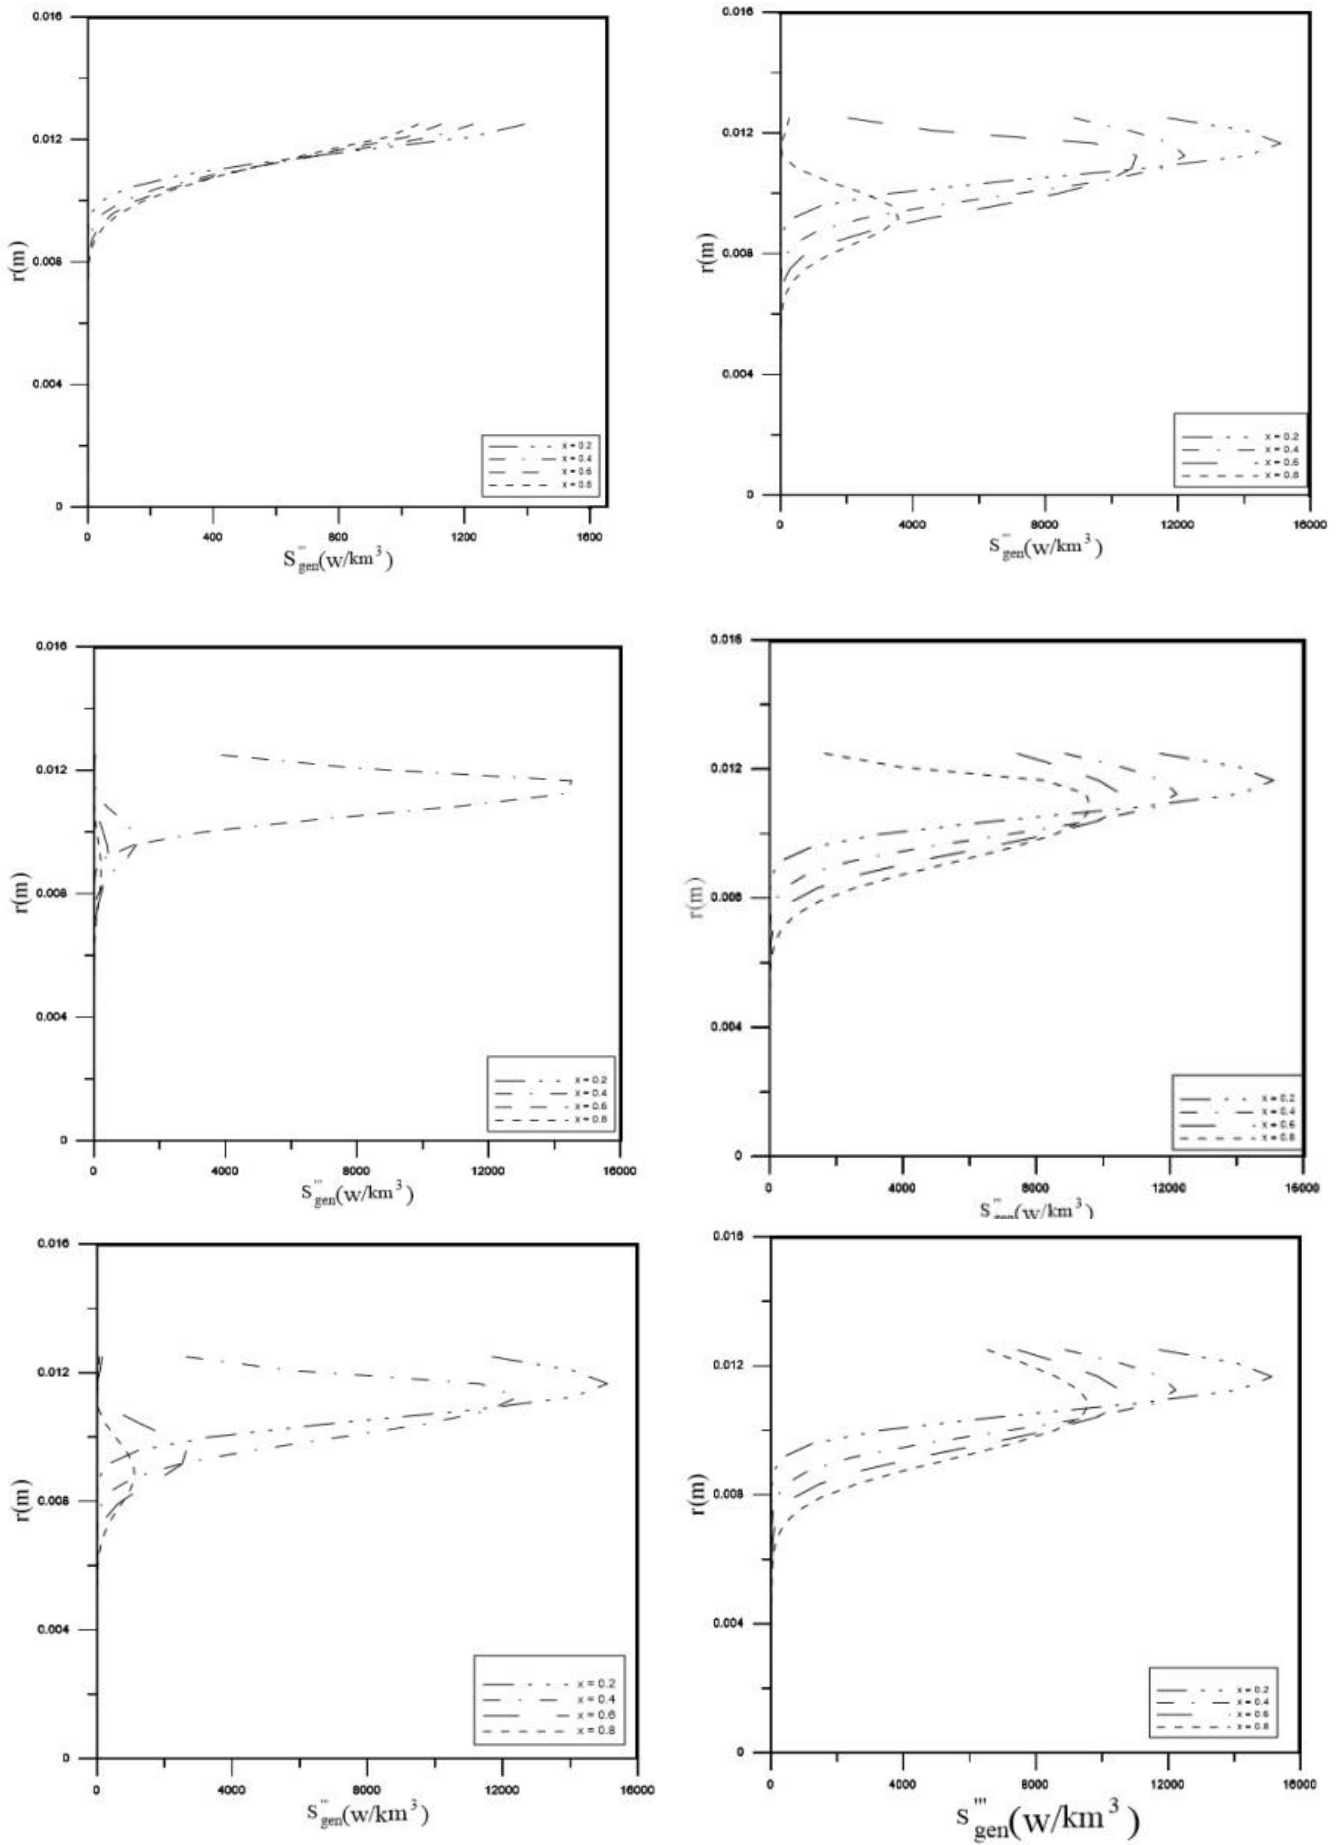 0.016
0.012
0.008
0.004
0
r(m)
x = 0.2
x = 0.4
x = 0.6
x = 0.8
0 400 800 1200 1600
S'''gen(w/km³)
0.016
0.012
0.008
0.004
0
r(m)
x = 0.2
x = 0.4
x = 0.6
x = 0.8
0 4000 8000 12000 16000
S'''gen(w/km³)
0.016
0.012
0.008
0.004
0
r(m)
x = 0.2
x = 0.4
x = 0.6
x = 0.8
0 4000 8000 12000 16000
S'''gen(w/km³)
0.016
0.012
0.008
0.004
0
r(m)
x = 0.2
x = 0.4
x = 0.6
x = 0.8
0 4000 8000 12000 16000
S'''gen(w/km³)
0.016
0.012
0.008
0.004
0
r(m)
x = 0.2
x = 0.4
x = 0.6
x = 0.8
0 4000 8000 12000 16000
S'''gen(w/km³)
0.016
0.012
0.008
0.004
0
r(m)
x = 0.2
x = 0.4
x = 0.6
x = 0.8
0 4000 8000 12000 16000
S'''gen(w/km³)